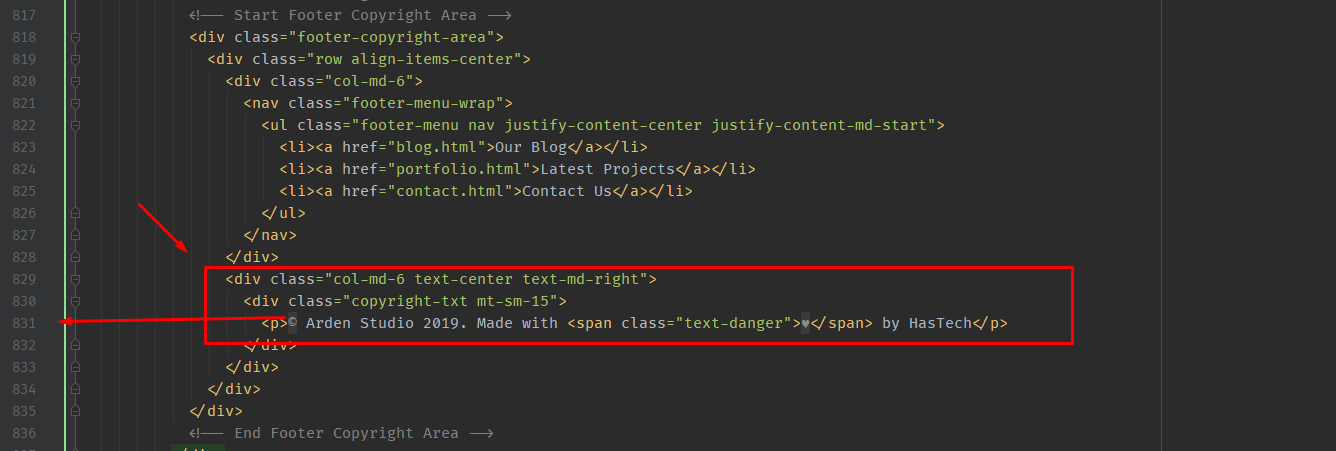 817 <!-- Start Footer Copyright Area -->
818 <div class="footer-copyright-area">
819 <div class="row align-items-center">
820 <div class="col-md-6">
821 <nav class="footer-menu-wrap">
822 <ul class="footer-menu nav justify-content-center justify-content-md-start">
823 <li><a href="blog.html">Our Blog</a></li>
824 <li><a href="portfolio.html">Latest Projects</a></li>
825 <li><a href="contact.html">Contact Us</a></li>
826 </ul>
827 </nav>
828 </div>
829 <div class="col-md-6 text-center text-md-right">
830 <div class="copyright-txt mt-sm-15">
831 <p>© Arden Studio 2019. Made with <span class="text-danger">♥</span> by HasTech</p>
832 </div>
833 </div>
834 </div>
835 </div>
836 <!-- End Footer Copyright Area -->